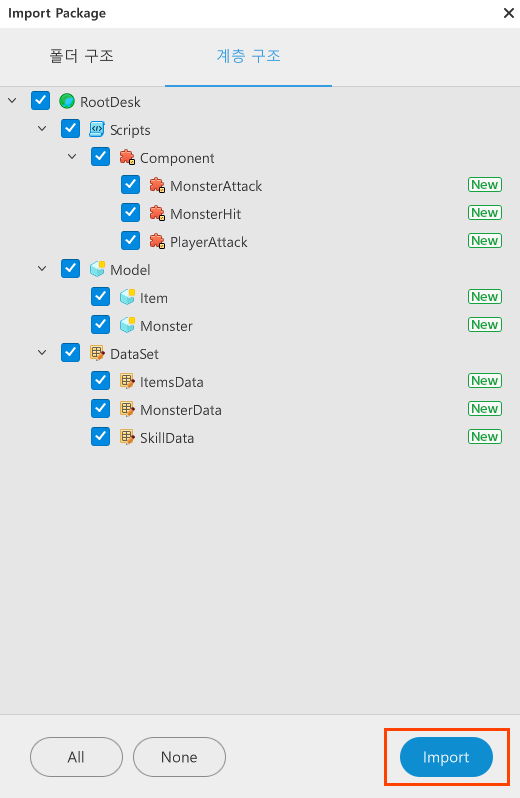 Import Package
폴더 구조 계층 구조
RootDesk
Scripts
Component
MonsterAttack New
MonsterHit New
PlayerAttack New
Model
Item New
Monster New
DataSet
ItemsData New
MonsterData New
SkillData New
All None Import